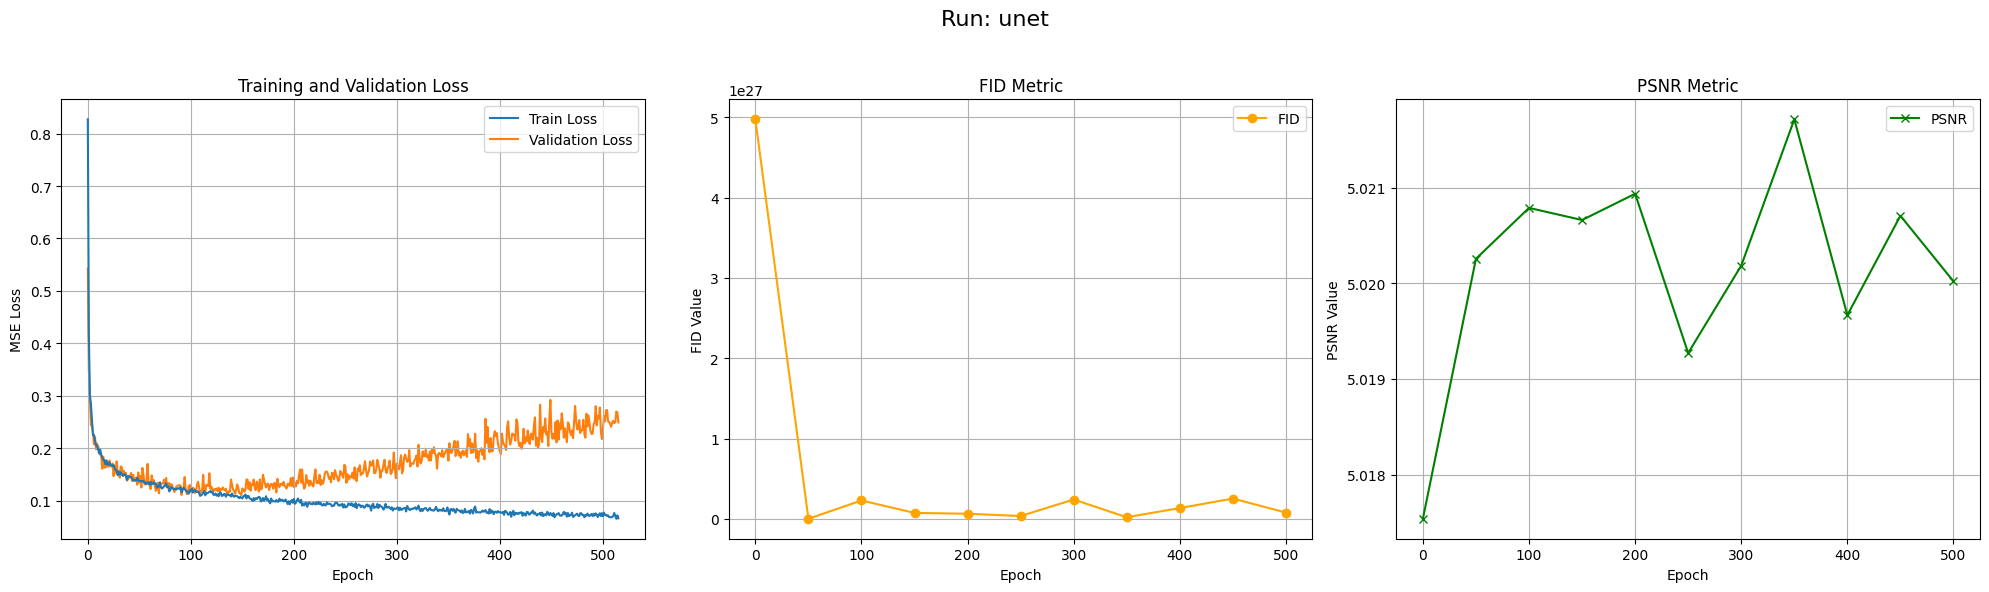 Run: unet
Training and Validation Loss
Train Loss
Validation Loss
MSE Loss
0.8
0.7
0.6
0.5
0.4
0.3
0.2
0.1
0
100
200
300
400
500
Epoch
FID Metric
1e27
FID
FID Value
5
4
3
2
1
0
0
100
200
300
400
500
Epoch
PSNR Metric
PSNR
PSNR Value
5.021
5.020
5.019
5.018
0
100
200
300
400
500
Epoch